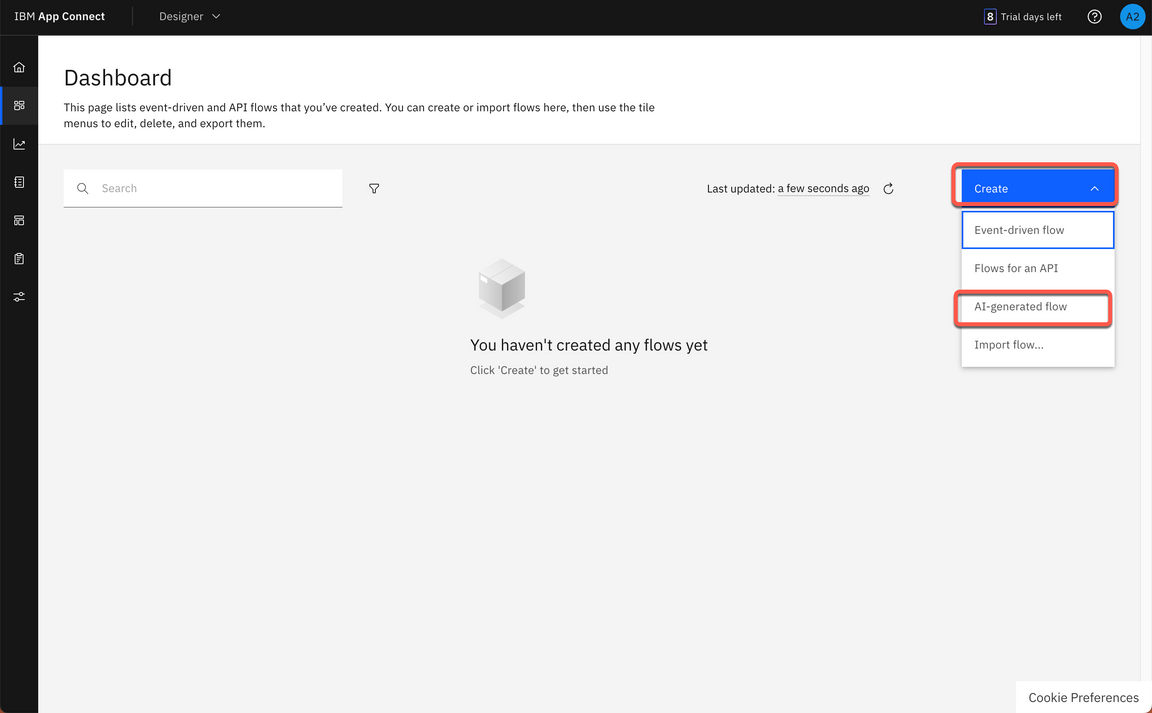 IBM App Connect
Designer
8 Trial days left
A2
Dashboard
This page lists event-driven and API flows that you've created. You can create or import flows here, then use the tile
menus to edit, delete, and export them.
Search
Last updated: a few seconds ago
Create
Event-driven flow
Flows for an API
AI-generated flow
Import flow...
You haven't created any flows yet
Click 'Create' to get started
Cookie Preferences